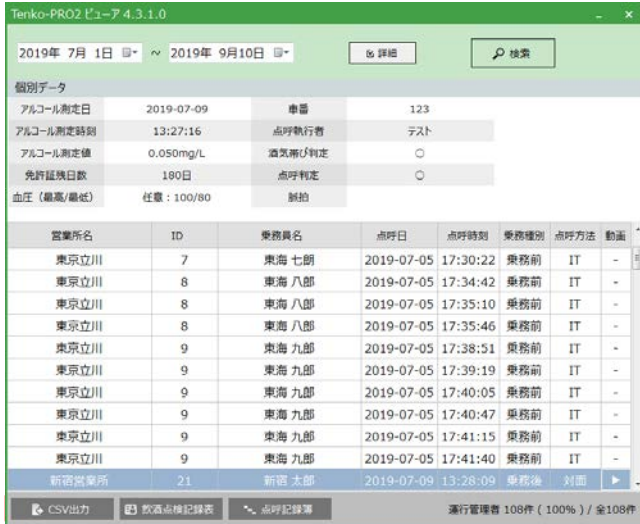 Tenko-PRO2 ビューア 4.3.1.0
2019年 7月 1日 ~ 2019年 9月10日 詳細 検索
個別データ
アルコール測定日 2019-07-09 車番 123
アルコール測定時刻 13:27:16 点呼執行者 テスト
アルコール測定値 0.050mg/L 酒気帯び判定 ○
免許証残日数 180日 点呼判定 ○
血圧（最高/最低） 任意：100/80 脈拍
営業所名 ID 乗務員名 点呼日 点呼時刻 乗務種別 点呼方法 動画
東京立川 7 東海 七朗 2019-07-05 17:30:22 乗務前 IT -
東京立川 8 東海 八郎 2019-07-05 17:34:42 乗務前 IT -
東京立川 8 東海 八郎 2019-07-05 17:35:10 乗務前 IT -
東京立川 8 東海 八郎 2019-07-05 17:35:46 乗務前 IT -
東京立川 9 東海 九郎 2019-07-05 17:38:51 乗務前 IT -
東京立川 9 東海 九郎 2019-07-05 17:39:19 乗務前 IT -
東京立川 9 東海 九郎 2019-07-05 17:40:05 乗務前 IT -
東京立川 9 東海 九郎 2019-07-05 17:40:47 乗務前 IT -
東京立川 9 東海 九郎 2019-07-05 17:41:15 乗務前 IT -
東京立川 9 東海 九郎 2019-07-05 17:41:40 乗務前 IT -
新宿営業所 21 新宿 太郎 2019-07-09 13:28:09 乗務後 対面 ▶
CSV出力 飲酒点検記録表 点呼記録簿 運行管理者 108件 ( 100% ) / 全108件